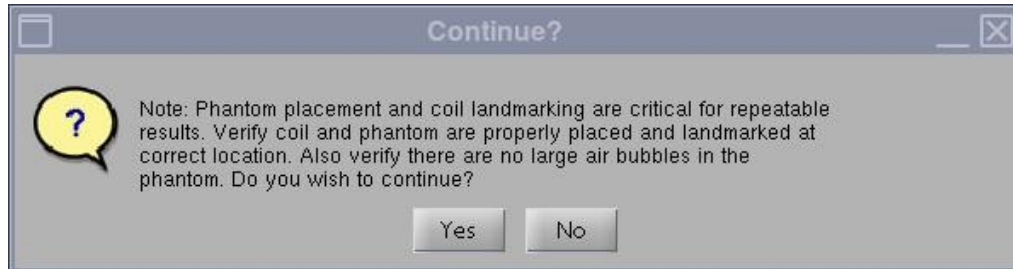 Continue?
?
Note: Phantom placement and coil landmarking are critical for repeatable
results. Verify coil and phantom are properly placed and landmarked at
correct location. Also verify there are no large air bubbles in the
phantom. Do you wish to continue?
Yes
No